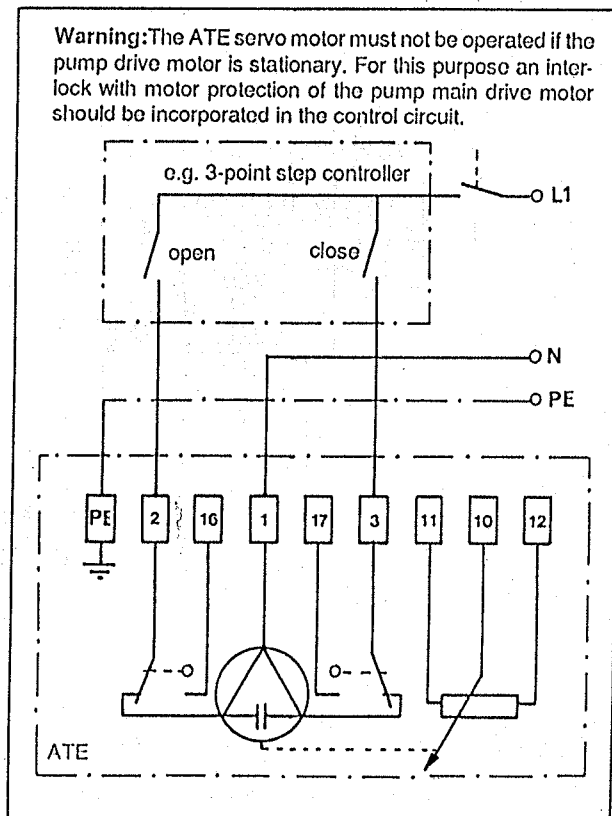 Warning:The ATE servo motor must not be operated if the
pump drive motor is stationary. For this purpose an inter-
lock with motor protection of the pump main drive motor
should be incorporated in the control circuit.
e.g. 3-point step controller
L1
open
close
N
PE
PE
2
16
1
17
3
11
10
12
ATE